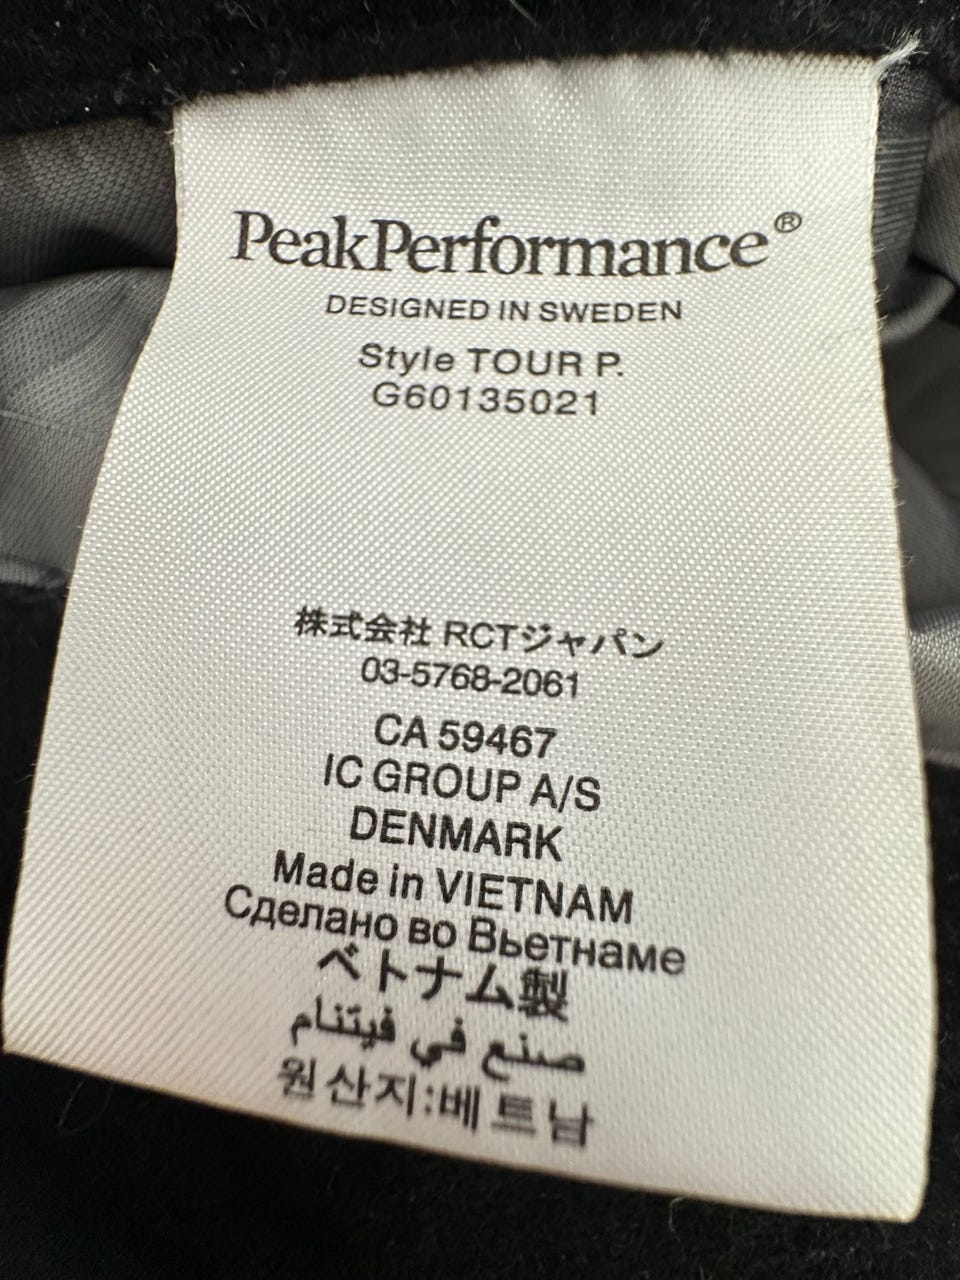 PeakPerformance®
DESIGNED IN SWEDEN
Style TOUR P.
G60135021
株式会社 RCTジャパン
03-5768-2061
CA 59467
IC GROUP A/S
DENMARK
Made in VIETNAM
Сделано во Вьетнаме
ベトナム製
صنع في فيتنام
원산지:베트남